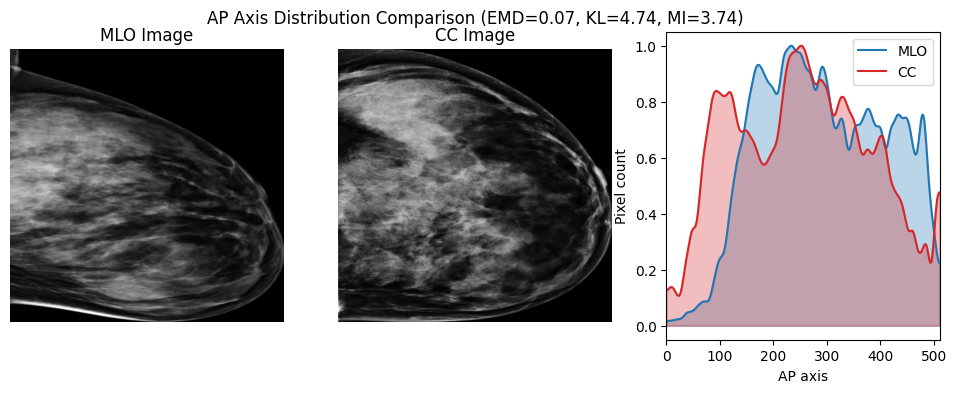 AP Axis Distribution Comparison (EMD=0.07, KL=4.74, MI=3.74)
MLO Image
CC Image
MLO
CC
Pixel count
1.0
0.8
0.6
0.4
0.2
0.0
0 100 200 300 400 500
AP axis